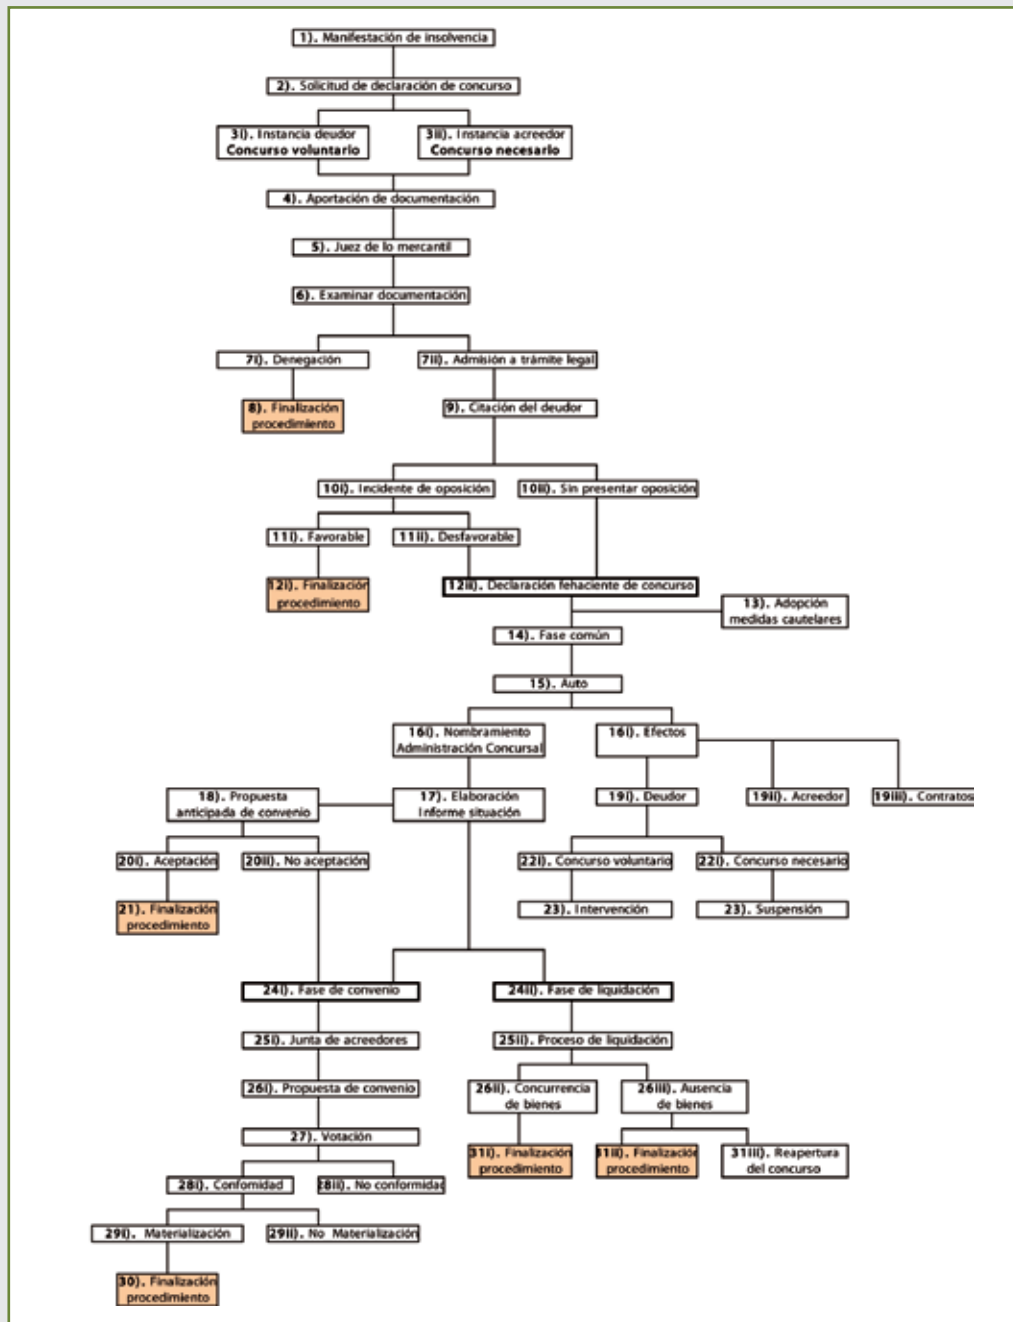 1). Manifestación de insolvencia
2). Solicitud de declaración de concurso
3i). Instancia deudor
Concurso voluntario
3ii). Instancia acreedor
Concurso necesario
4). Aportación de documentación
5). Juez de lo mercantil
6). Examinar documentación
7i). Denegación
7ii). Admisión a trámite legal
8). Finalización
procedimiento
9). Citación del deudor
10i). Incidente de oposición
10ii). Sin presentar oposición
11i). Favorable
11ii). Desfavorable
12i). Finalización
procedimiento
12ii). Declaración fehaciente de concurso
13). Adopción
medidas cautelares
14). Fase común
15). Auto
16i). Nombramiento
Administración Concursal
16i). Efectos
18). Propuesta
anticipada de convenio
17). Elaboración
Informe situación
19i). Deudor
19ii). Acreedor
19iii). Contratos
20i). Aceptación
20ii). No aceptación
22i). Concurso voluntario
22i). Concurso necesario
21). Finalización
procedimiento
23). Intervención
23). Suspensión
24i). Fase de convenio
24ii). Fase de liquidación
25i). Junta de acreedores
25ii). Proceso de liquidación
26i). Propuesta de convenio
26ii). Concurrencia
de bienes
26iii). Ausencia
de bienes
27). Votación
31i). Finalización
procedimiento
31ii). Finalización
procedimiento
31iii). Reapertura
del concurso
28i). Conformidad
28ii). No conformidad
29i). Materialización
29ii). No Materialización
30). Finalización
procedimiento